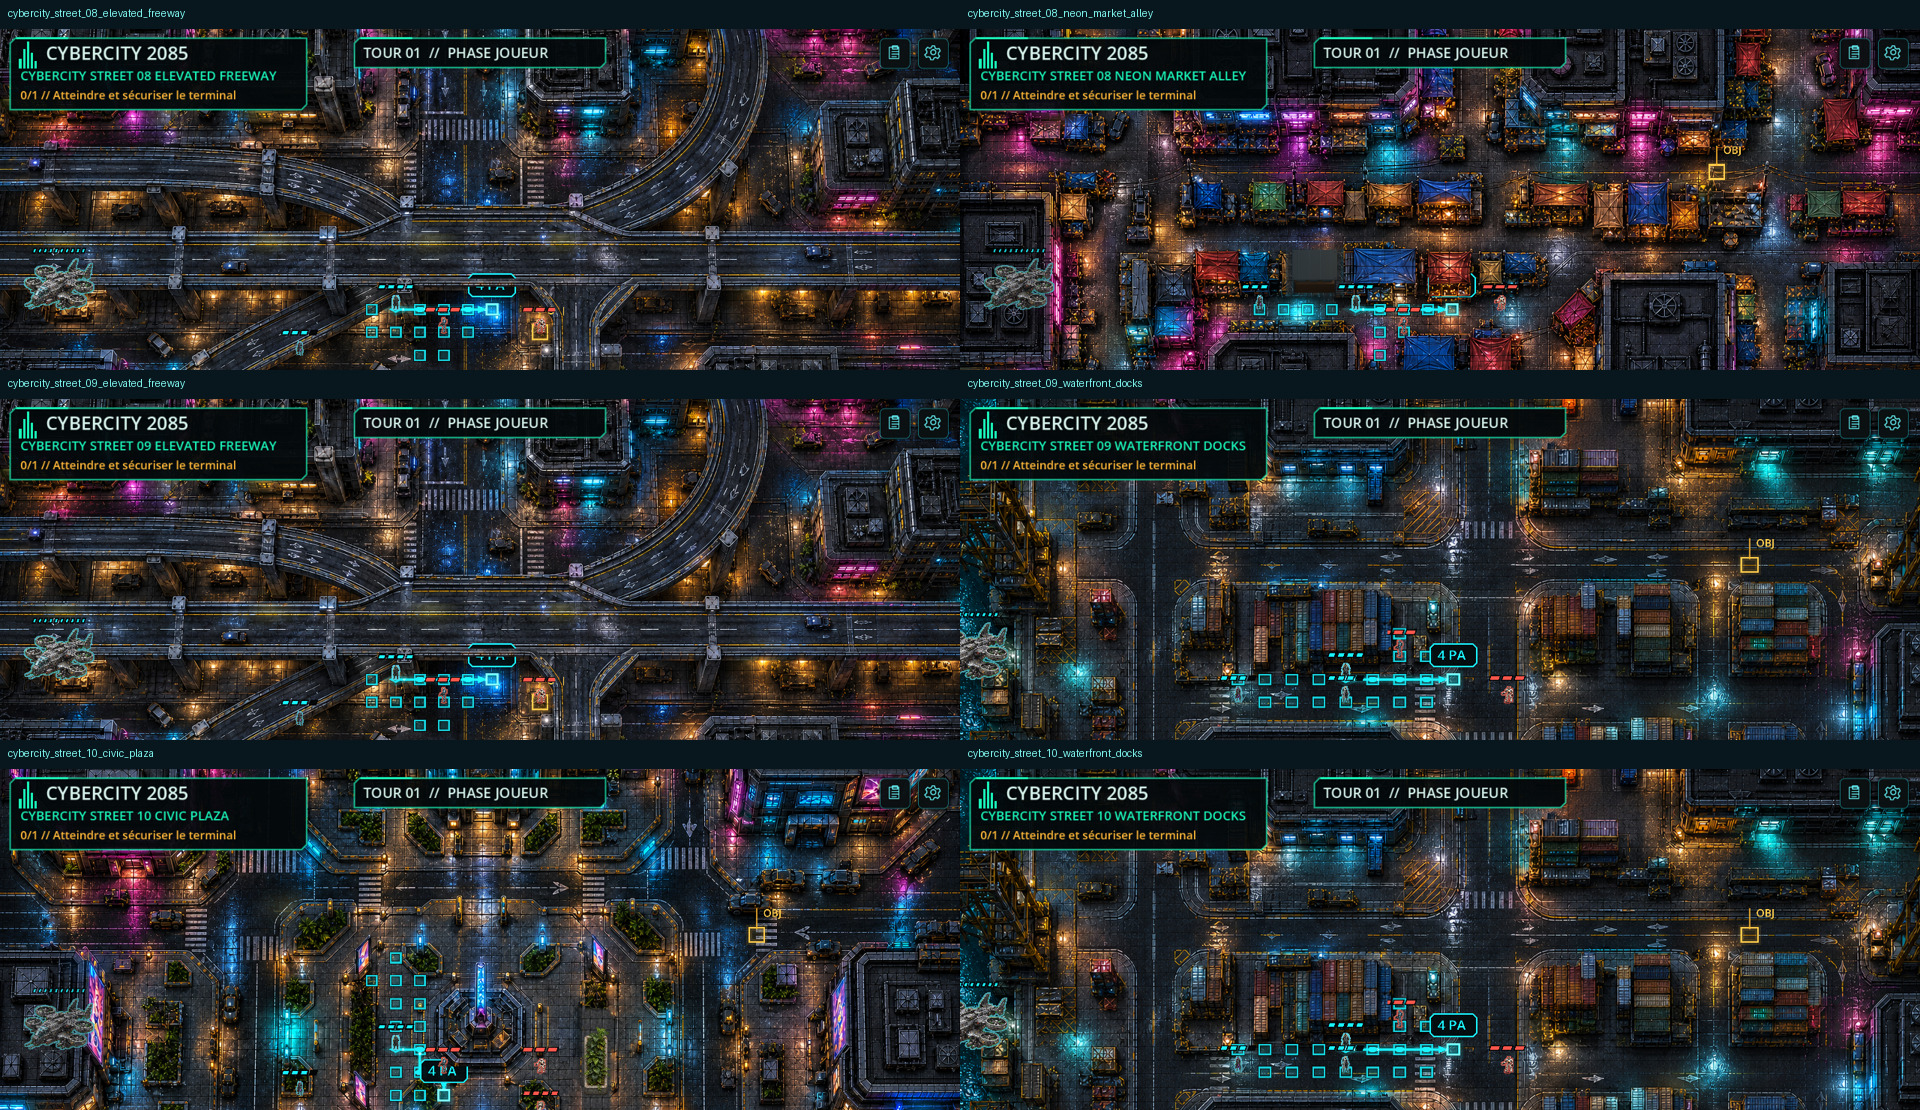 cybercity_street_08_elevated_freeway
CYBERCITY 2085
CYBERCITY STREET 08 ELEVATED FREEWAY
0/1 // Atteindre et sécuriser le terminal
TOUR 01 // PHASE JOUEUR
cybercity_street_08_neon_market_alley
CYBERCITY 2085
CYBERCITY STREET 08 NEON MARKET ALLEY
0/1 // Atteindre et sécuriser le terminal
TOUR 01 // PHASE JOUEUR
OBJ
cybercity_street_09_elevated_freeway
CYBERCITY 2085
CYBERCITY STREET 09 ELEVATED FREEWAY
0/1 // Atteindre et sécuriser le terminal
TOUR 01 // PHASE JOUEUR
cybercity_street_09_waterfront_docks
CYBERCITY 2085
CYBERCITY STREET 09 WATERFRONT DOCKS
0/1 // Atteindre et sécuriser le terminal
TOUR 01 // PHASE JOUEUR
OBJ
4 PA
cybercity_street_10_civic_plaza
CYBERCITY 2085
CYBERCITY STREET 10 CIVIC PLAZA
0/1 // Atteindre et sécuriser le terminal
TOUR 01 // PHASE JOUEUR
OBJ
4 PA
cybercity_street_10_waterfront_docks
CYBERCITY 2085
CYBERCITY STREET 10 WATERFRONT DOCKS
0/1 // Atteindre et sécuriser le terminal
TOUR 01 // PHASE JOUEUR
OBJ
4 PA